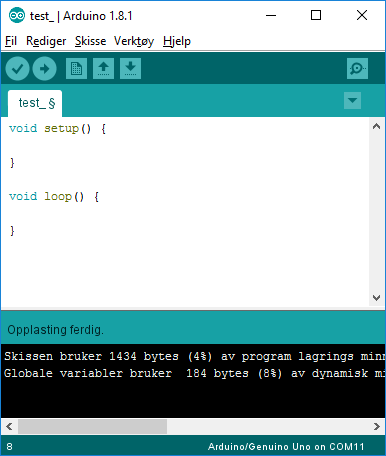 test_ | Arduino 1.8.1
Fil Rediger Skisse Verktøy Hjelp
test_ §
void setup() {
}
void loop() {
}
Opplasting ferdig.
Skissen bruker 1434 bytes (4%) av program lagrings minn
Globale variabler bruker  184 bytes (8%) av dynamisk mi
8 Arduino/Genuino Uno on COM11